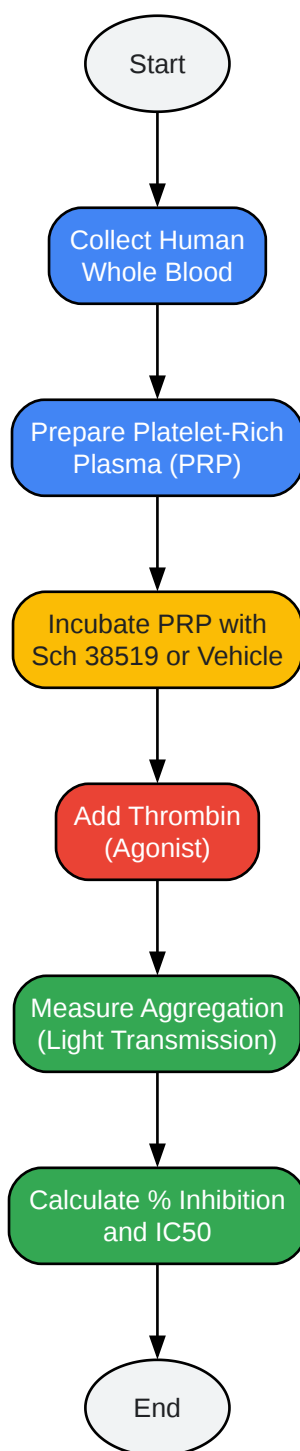 Start
Collect Human
Whole Blood
Prepare Platelet-Rich
Plasma (PRP)
Incubate PRP with
Sch 38519 or Vehicle
Add Thrombin
(Agonist)
Measure Aggregation
(Light Transmission)
Calculate % Inhibition
and IC50
End